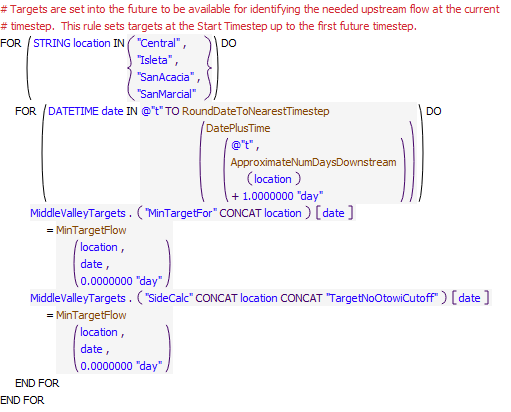 # Targets are set into the future to be available for identifying the needed upstream flow at the current
# timestep.  This rule sets targets at the Start Timestep up to the first future timestep.
FOR ( STRING location IN { "Central" , ) DO
"Isleta" ,
"SanAcacia" ,
"SanMarcial" }
FOR ( DATETIME date IN @"t" TO RoundDateToNearestTimestep ) DO
( DatePlusTime
( @"t" ,
ApproximateNumDaysDownstream
( location )
+ 1.0000000 "day" ) )
MiddleValleyTargets . ( "MinTargetFor" CONCAT location ) [ date ]
= MinTargetFlow
( location ,
date ,
0.0000000 "day" )
MiddleValleyTargets . ( "SideCalc" CONCAT location CONCAT "TargetNoOtowiCutoff" ) [ date ]
= MinTargetFlow
( location ,
date ,
0.0000000 "day" )
END FOR
END FOR